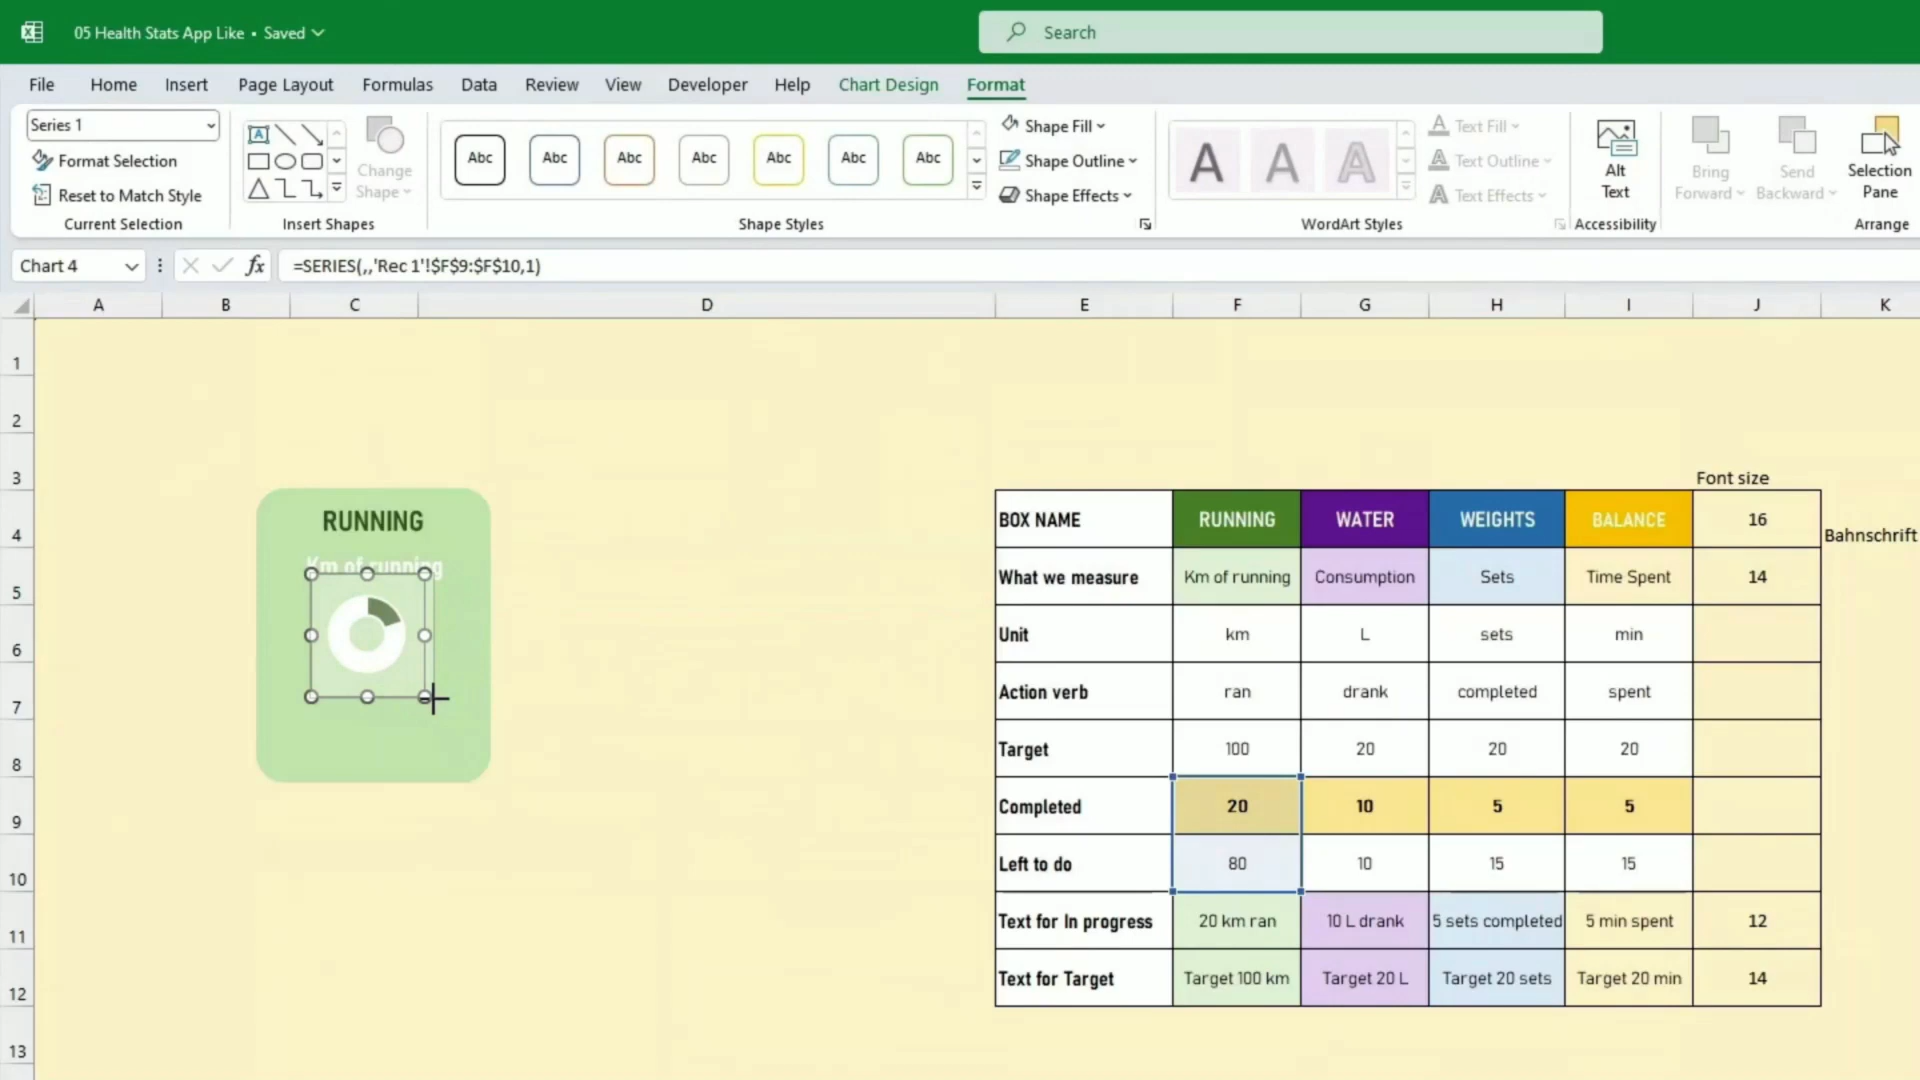 05 Health Stats App Like • Saved
Search
File Home Insert Page Layout Formulas Data Review View Developer Help Chart Design Format
Series 1
Format Selection
Reset to Match Style
Current Selection
A
Change
Shape
Insert Shapes
Abc Abc Abc Abc Abc Abc Abc
Shape Fill
Shape Outline
Shape Effects
Shape Styles
A A A
Text Fill
Text Outline
Text Effects
WordArt Styles
Alt
Text
Accessibility
Bring
Forward
Send
Backward
Selection
Pane
Arrange
Chart 4
fx
=SERIES(,,'Rec 1'!$F$9:$F$10,1)
A B C D E F G H I J K
1
2
3
4
5
6
7
8
9
10
11
12
13
RUNNING
Km of running
Font size
BOX NAME RUNNING WATER WEIGHTS BALANCE 16
Bahnschrift
What we measure Km of running Consumption Sets Time Spent 14
Unit km L sets min
Action verb ran drank completed spent
Target 100 20 20 20
Completed 20 10 5 5
Left to do 80 10 15 15
Text for In progress 20 km ran 10 L drank 5 sets completed 5 min spent 12
Text for Target Target 100 km Target 20 L Target 20 sets Target 20 min 14